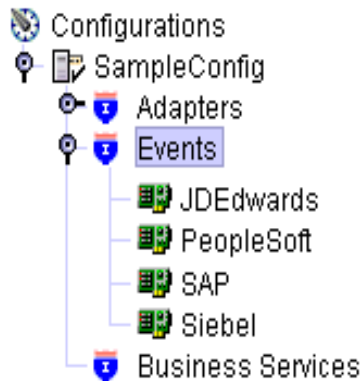 Configurations
SampleConfig
Adapters
Events
JDEdwards
PeopleSoft
SAP
Siebel
Business Services